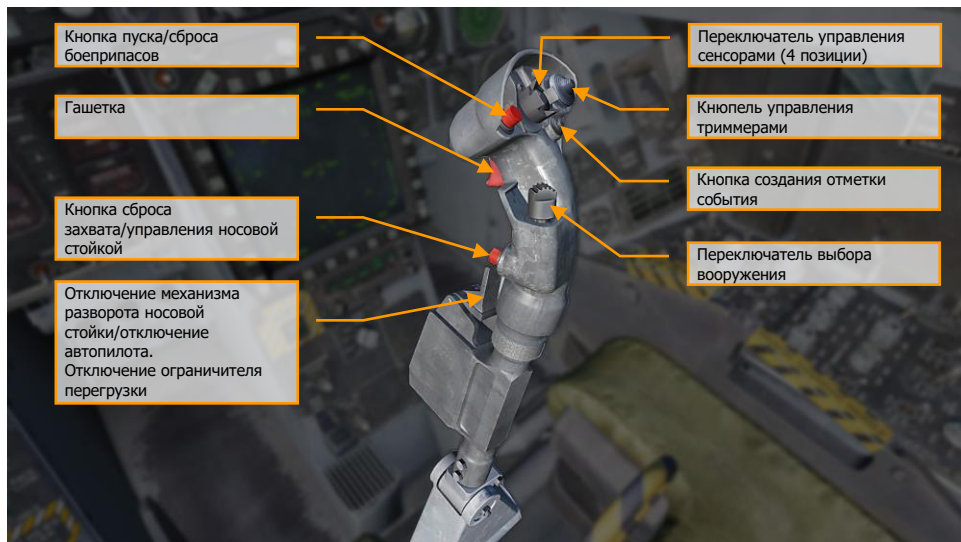 Кнопка пуска/сброса
боеприпасов
Гашетка
Кнопка сброса
захвата/управления носовой
стойкой
Отключение механизма
разворота носовой
стойки/отключение
автопилота.
Отключение ограничителя
перегрузки
Переключатель управления
сенсорами (4 позиции)
Кнюпель управления
триммерами
Кнопка создания отметки
события
Переключатель выбора
вооружения